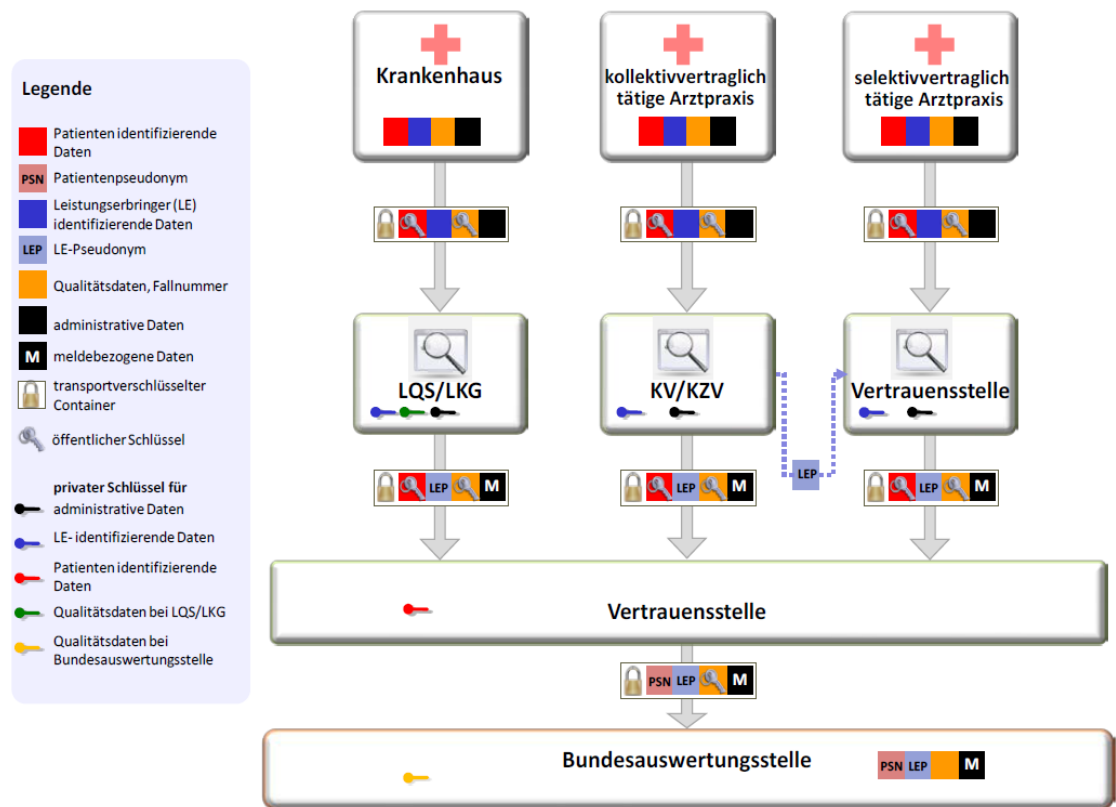 Legende
Patienten identifizierende
Daten
PSN
Patientenpseudonym
Leistungserbringer (LE)
identifizierende Daten
LEP
LE-Pseudonym
Qualitätsdaten, Fallnummer
administrative Daten
M
meldebezogene Daten
transportverschlüsselter
Container
öffentlicher Schlüssel
privater Schlüssel für
administrative Daten
LE- identifizierende Daten
Patienten identifizierende
Daten
Qualitätsdaten bei LQS/LKG
Qualitätsdaten bei
Bundesauswertungsstelle
Krankenhaus
kollektivvertraglich
tätige Arztpraxis
selektivvertraglich
tätige Arztpraxis
LQS/LKG
KV/KZV
Vertrauensstelle
LEP
LEP M
LEP M
LEP M
Vertrauensstelle
PSN LEP M
Bundesauswertungsstelle
PSN LEP M